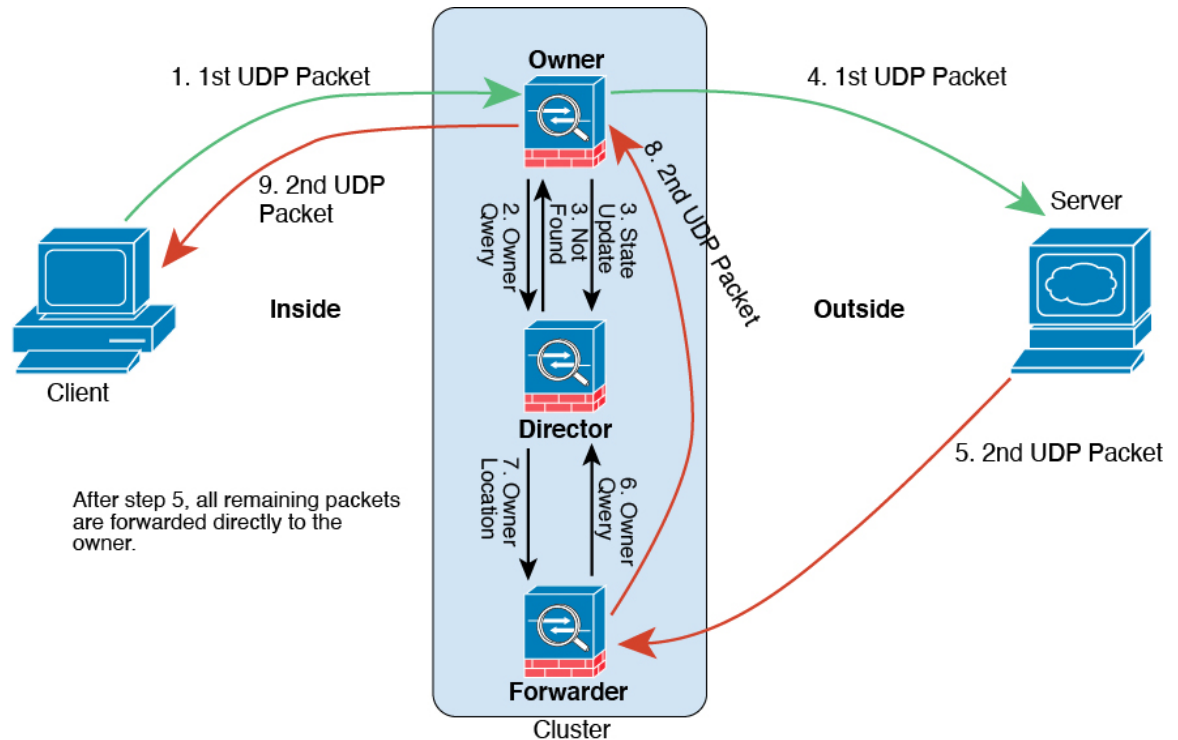 Owner
1. 1st UDP Packet
4. 1st UDP Packet
9. 2nd UDP
Packet
2. Owner
Qwery
3. Not
Found
3. State
Update
8. 2nd UDP Packet
Server
Inside
Outside
Client
Director
5. 2nd UDP Packet
7. Owner
Location
6. Owner
Qwery
After step 5, all remaining packets
are forwarded directly to the
owner.
Forwarder
Cluster